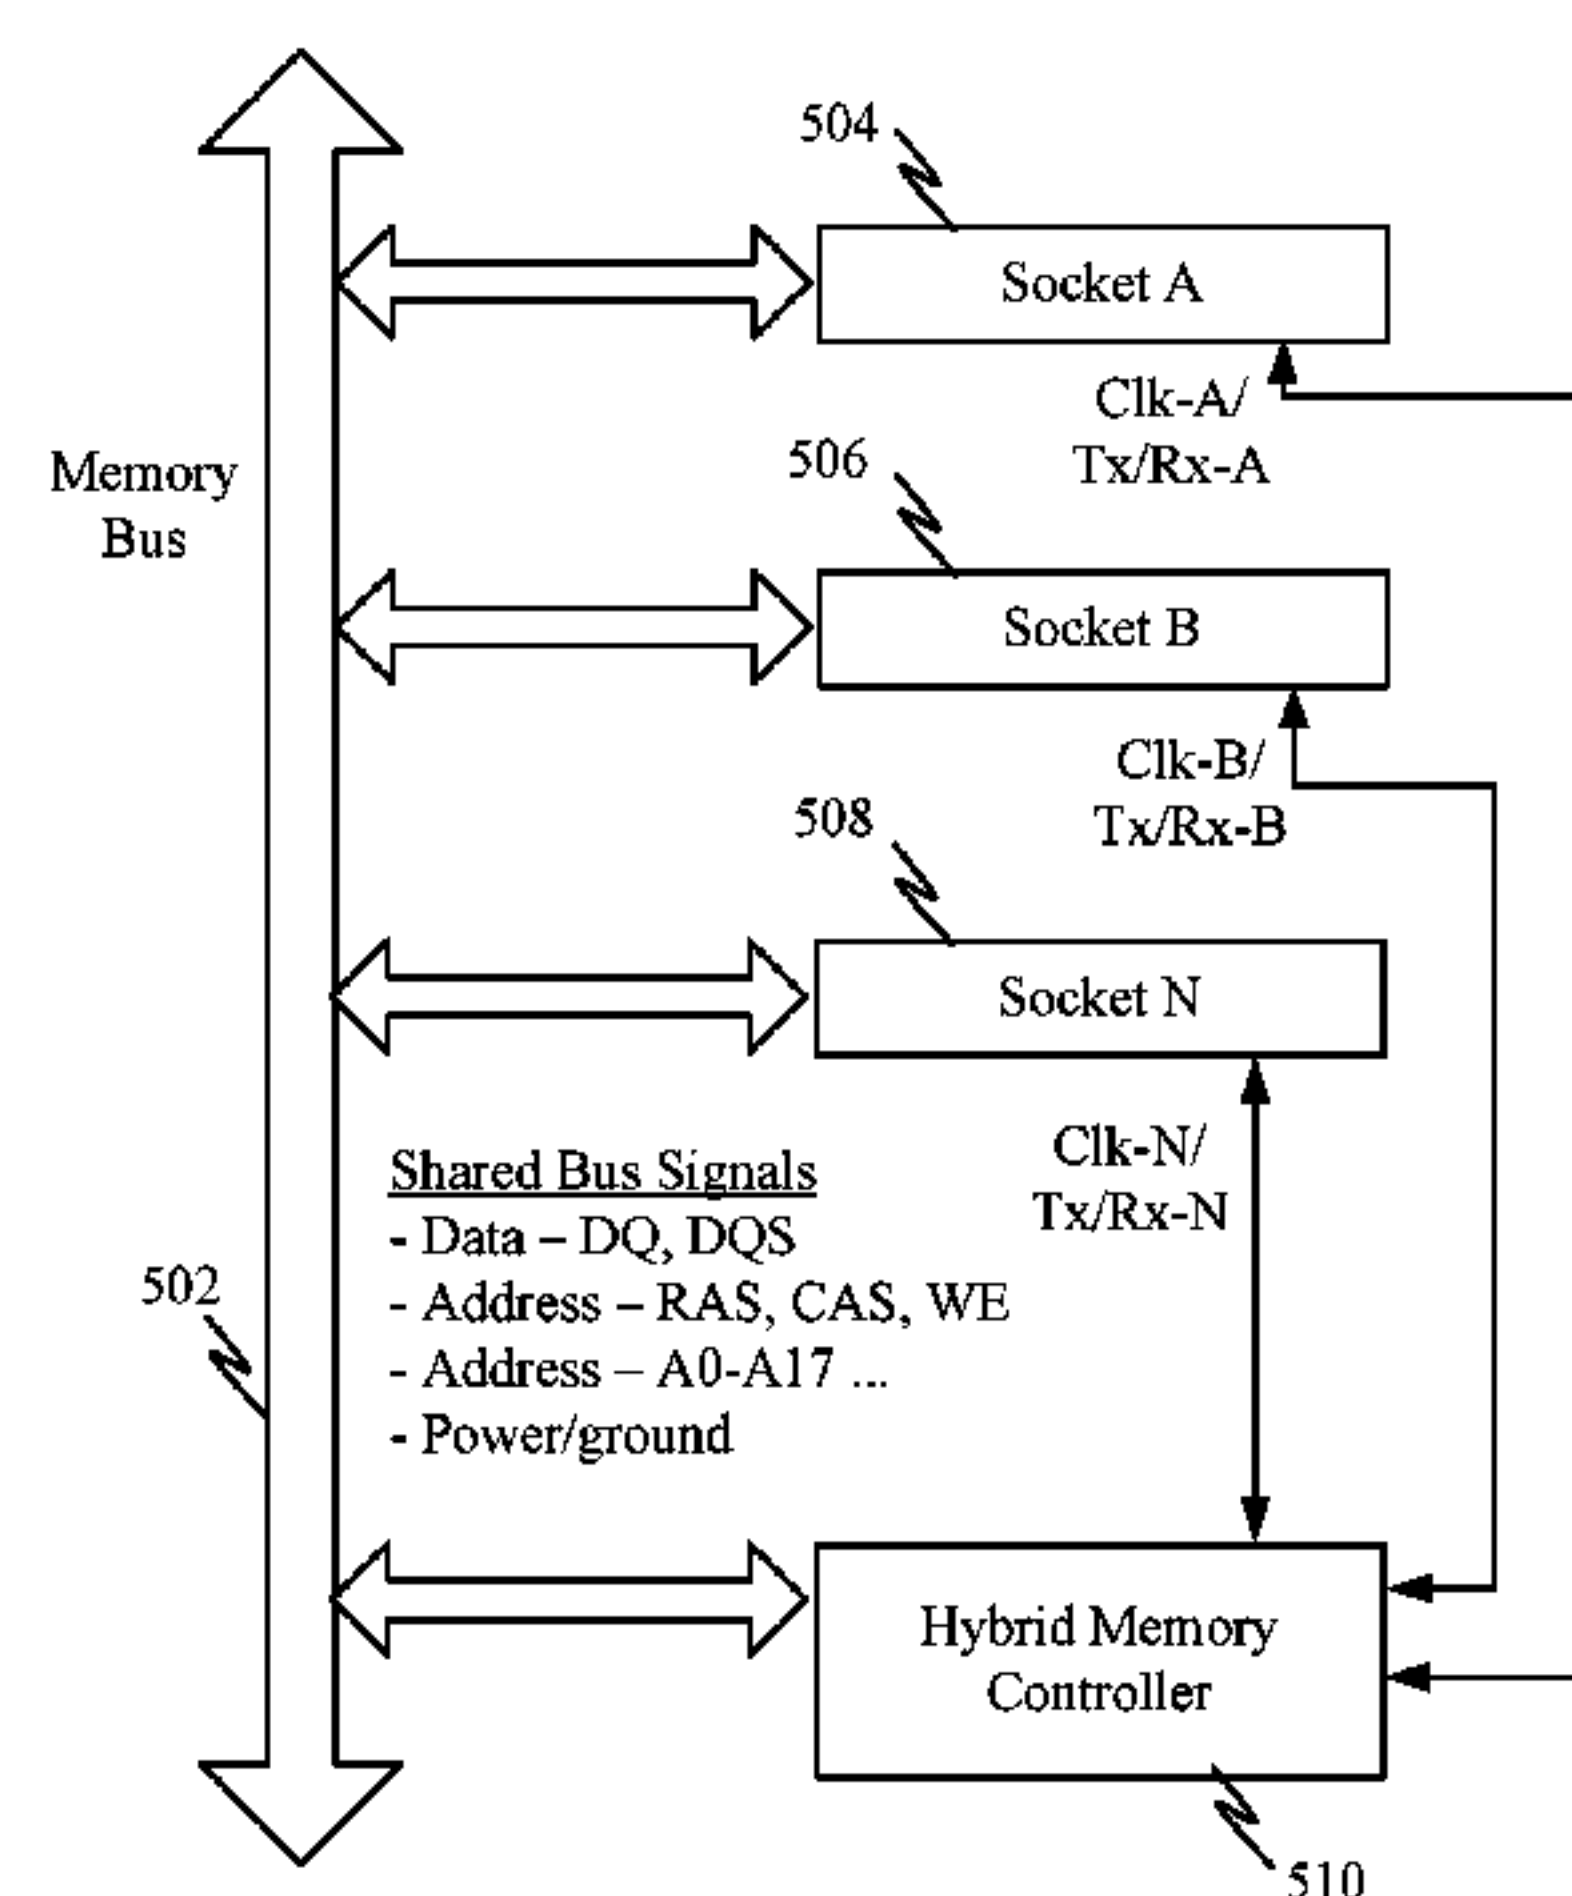 504
Socket A
Clk-A/
Tx/Rx-A
Memory
Bus
506
Socket B
Clk-B/
Tx/Rx-B
508
Socket N
Clk-N/
Tx/Rx-N
Shared Bus Signals
- Data – DQ, DQS
- Address – RAS, CAS, WE
- Address – A0-A17 ...
- Power/ground
502
Hybrid Memory
Controller
510